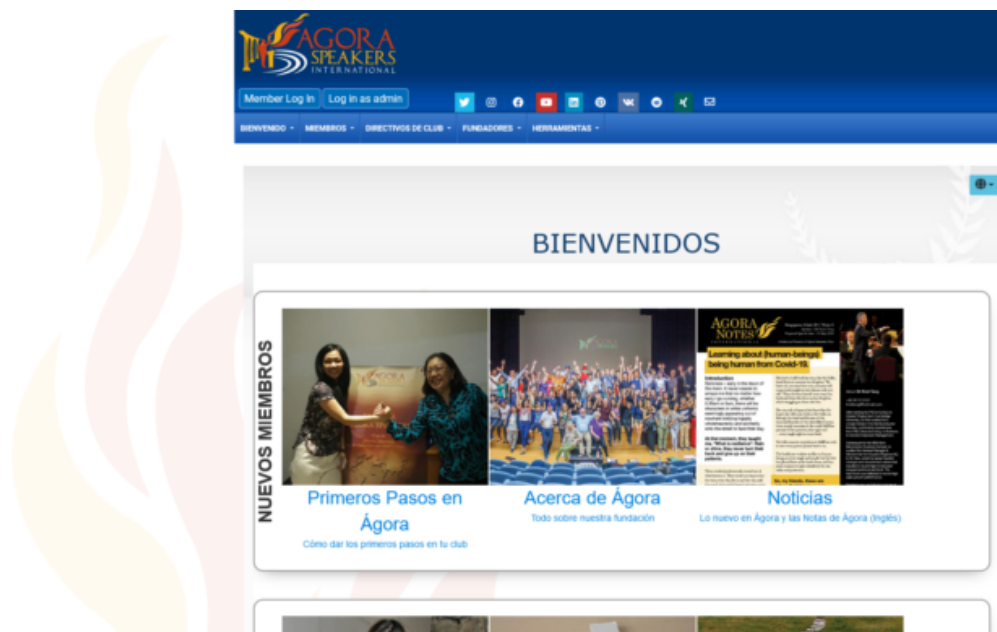 AGORA
SPEAKERS
INTERNATIONAL
Member Log In
Log in as admin
BIENVENIDO
MIEMBROS
DIRECTIVOS DE CLUB
FUNDADORES
HERRAMIENTAS
BIENVENIDOS
NUEVOS MIEMBROS
AGORA
NOTES
Learning about (human-beings)
being human from Covid-19.
Primeros Pasos en
Ágora
Cómo dar los primeros pasos en tu club
Acerca de Ágora
Todo sobre nuestra fundación
Noticias
Lo nuevo en Ágora y las Notas de Ágora (Inglés)